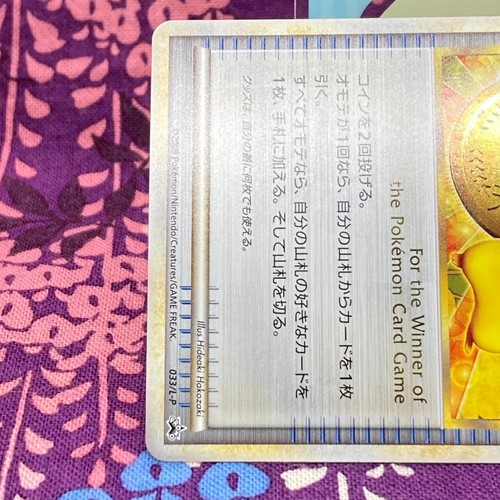 For the Winner of
the Pokémon Card Game
コインを2回投げる。
オモテが1回なら、自分の山札からカードを1枚
引く。
すべてオモテなら、自分の山札の好きなカードを
1枚、手札に加える。そして山札を切る。
グッズは、自分の番に何枚でも使える。
Illus. Hideaki Hakozaki
©2009 Pokémon/Nintendo/Creatures/GAME FREAK.
033/L-P